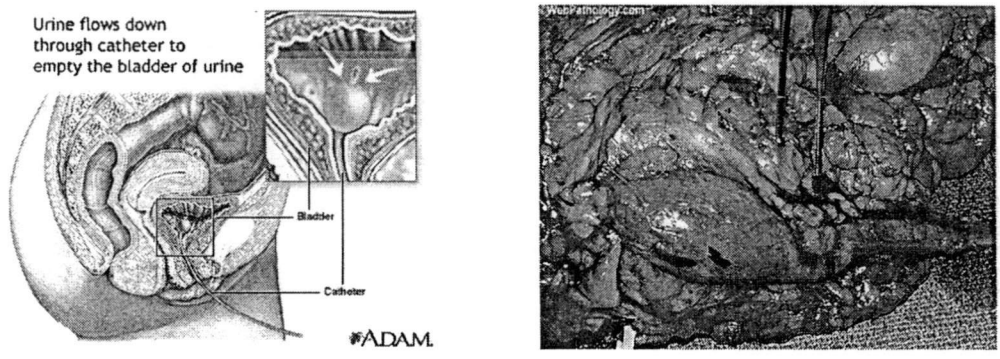 Urine flows down
through catheter to
empty the bladder of urine
Bladder
Catheter
ADAM.
WebPathology.com